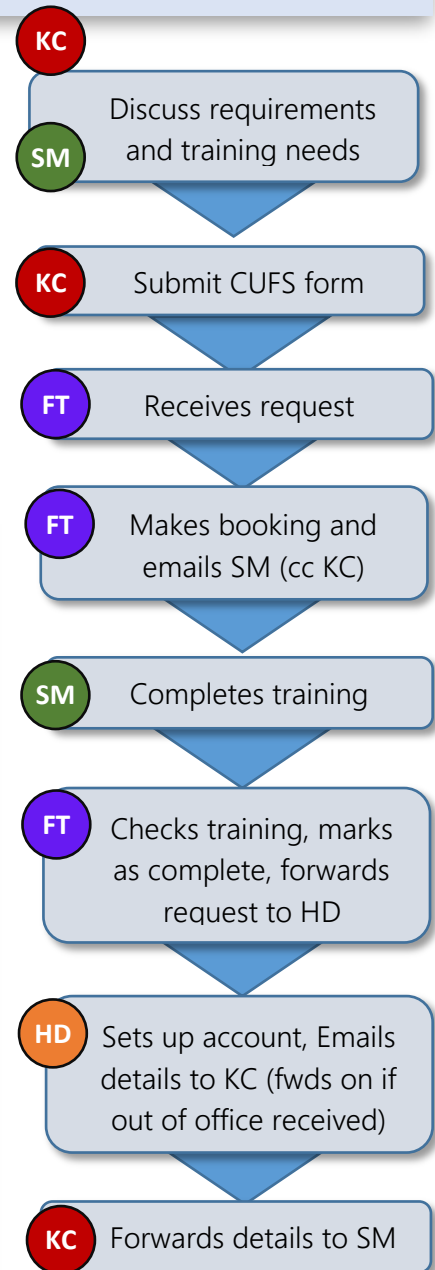 KC
Discuss requirements
SM
and training needs
KC
Submit CUFS form
FT
Receives request
FT
Makes booking and
emails SM (cc KC)
SM
Completes training
FT
Checks training, marks
as complete, forwards
request to HD
HD
Sets up account, Emails
details to KC (fwds on if
out of office received)
KC
Forwards details to SM